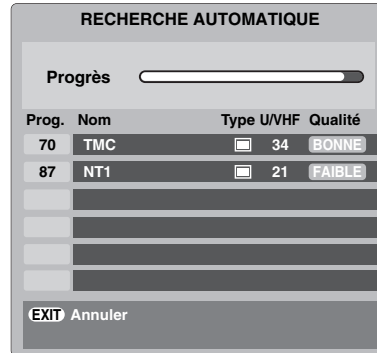 RECHERCHE AUTOMATIQUE
Progrès
Prog. Nom Type U/VHF Qualité
70 TMC 34 BONNE
87 NT1 21 FAIBLE
EXIT Annuler